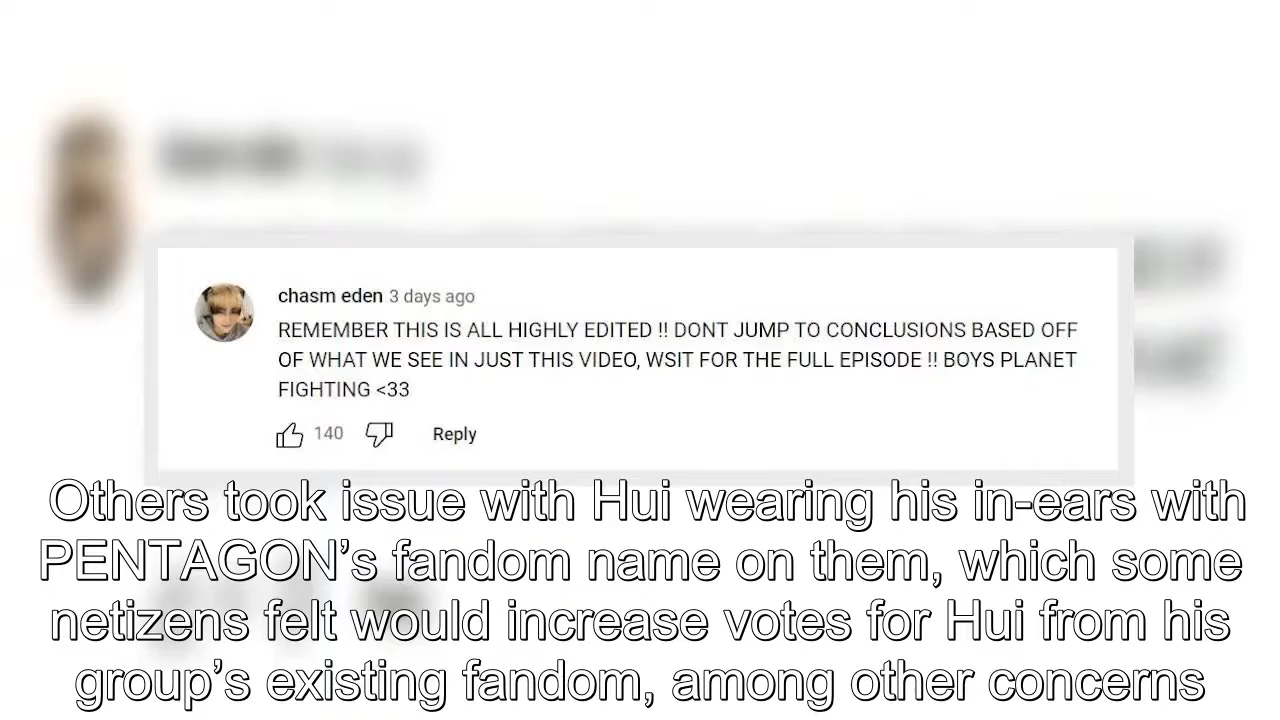 chasm eden 3 days ago
REMEMBER THIS IS ALL HIGHLY EDITED !! DONT JUMP TO CONCLUSIONS BASED OFF
OF WHAT WE SEE IN JUST THIS VIDEO, WSIT FOR THE FULL EPISODE !! BOYS PLANET
FIGHTING <33
140 Reply
Others took issue with Hui wearing his in-ears with
PENTAGON’s fandom name on them, which some
netizens felt would increase votes for Hui from his
group’s existing fandom, among other concerns